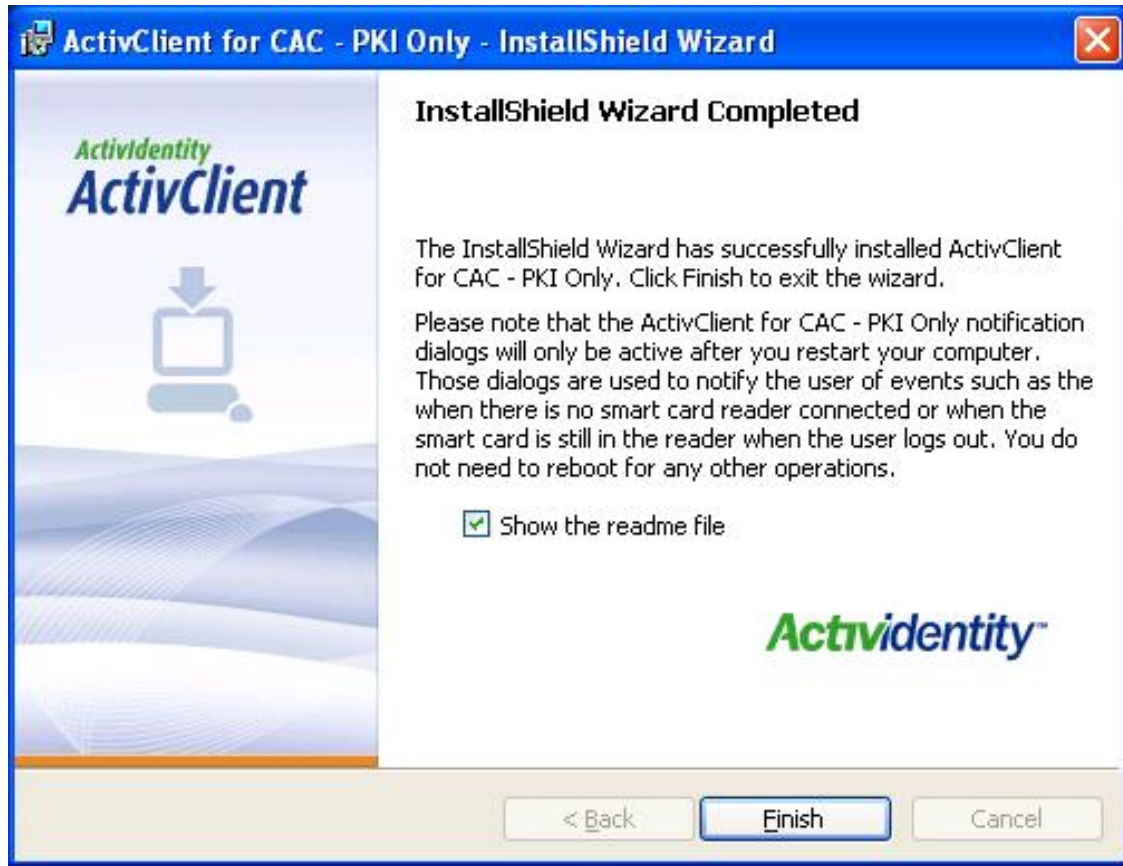 ActivClient for CAC - PKI Only - InstallShield Wizard
ActivIdentity
ActivClient
InstallShield Wizard Completed
The InstallShield Wizard has successfully installed ActivClient
for CAC - PKI Only. Click Finish to exit the wizard.
Please note that the ActivClient for CAC - PKI Only notification
dialogs will only be active after you restart your computer.
Those dialogs are used to notify the user of events such as the
when there is no smart card reader connected or when the
smart card is still in the reader when the user logs out. You do
not need to reboot for any other operations.
Show the readme file
ActivIdentity™
< Back
Finish
Cancel